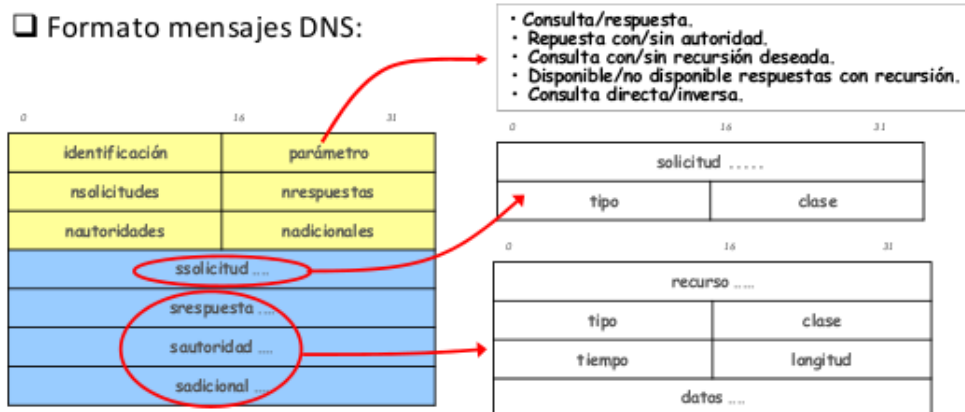 ❑ Formato mensajes DNS:
• Consulta/respuesta.
• Repuesta con/sin autoridad.
• Consulta con/sin recursión deseada.
• Disponible/no disponible respuestas con recursión.
• Consulta directa/inversa.
0 16 31
identificación parámetro
nsolicitudes nrespuestas
nautoridades nadicionales
ssolicitud ....
srespuesta ....
sautoridad ....
sadicional ....
0 16 31
solicitud .....
tipo clase
0 16 31
recurso .....
tipo clase
tiempo longitud
datos ....